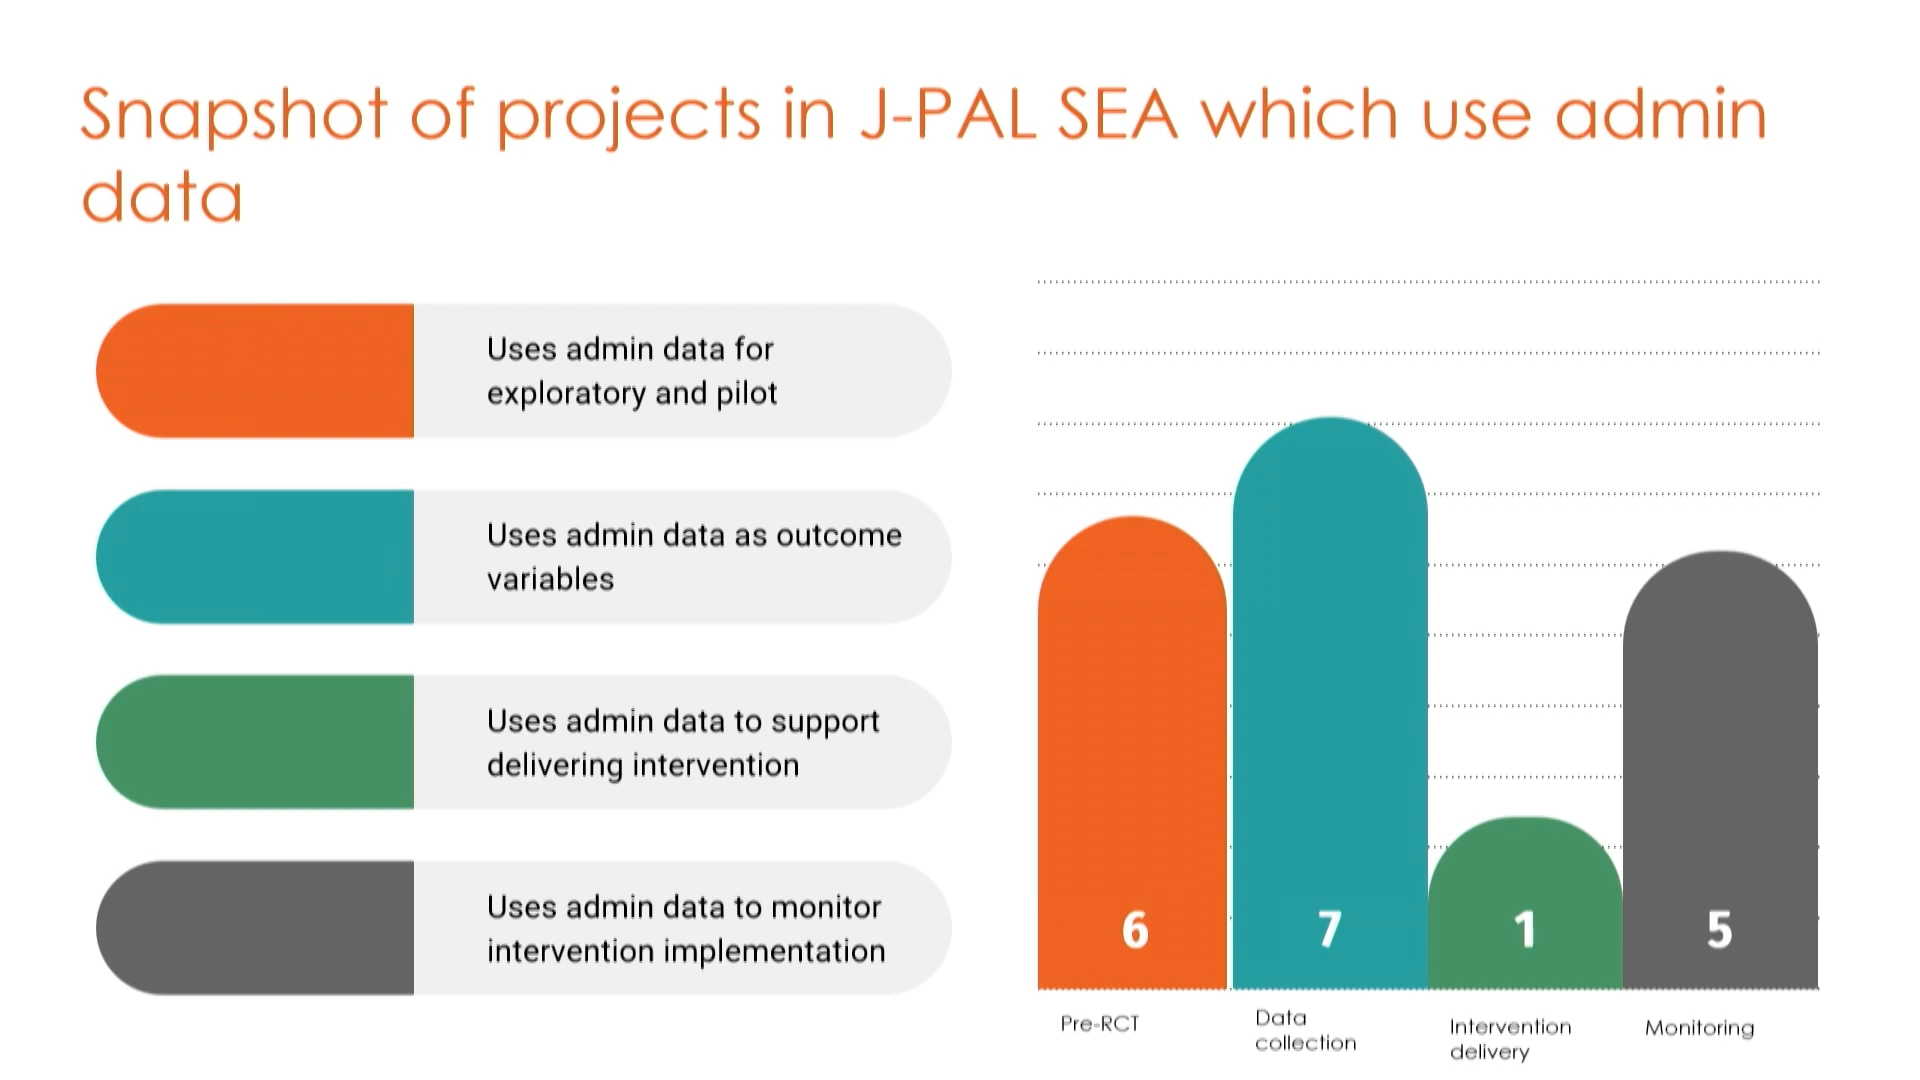 Snapshot of projects in J-PAL SEA which use admin
data
Uses admin data for
exploratory and pilot
Uses admin data as outcome
variables
Uses admin data to support
delivering intervention
Uses admin data to monitor
intervention implementation
6
7
1
5
Pre-RCT
Data
collection
Intervention
delivery
Monitoring